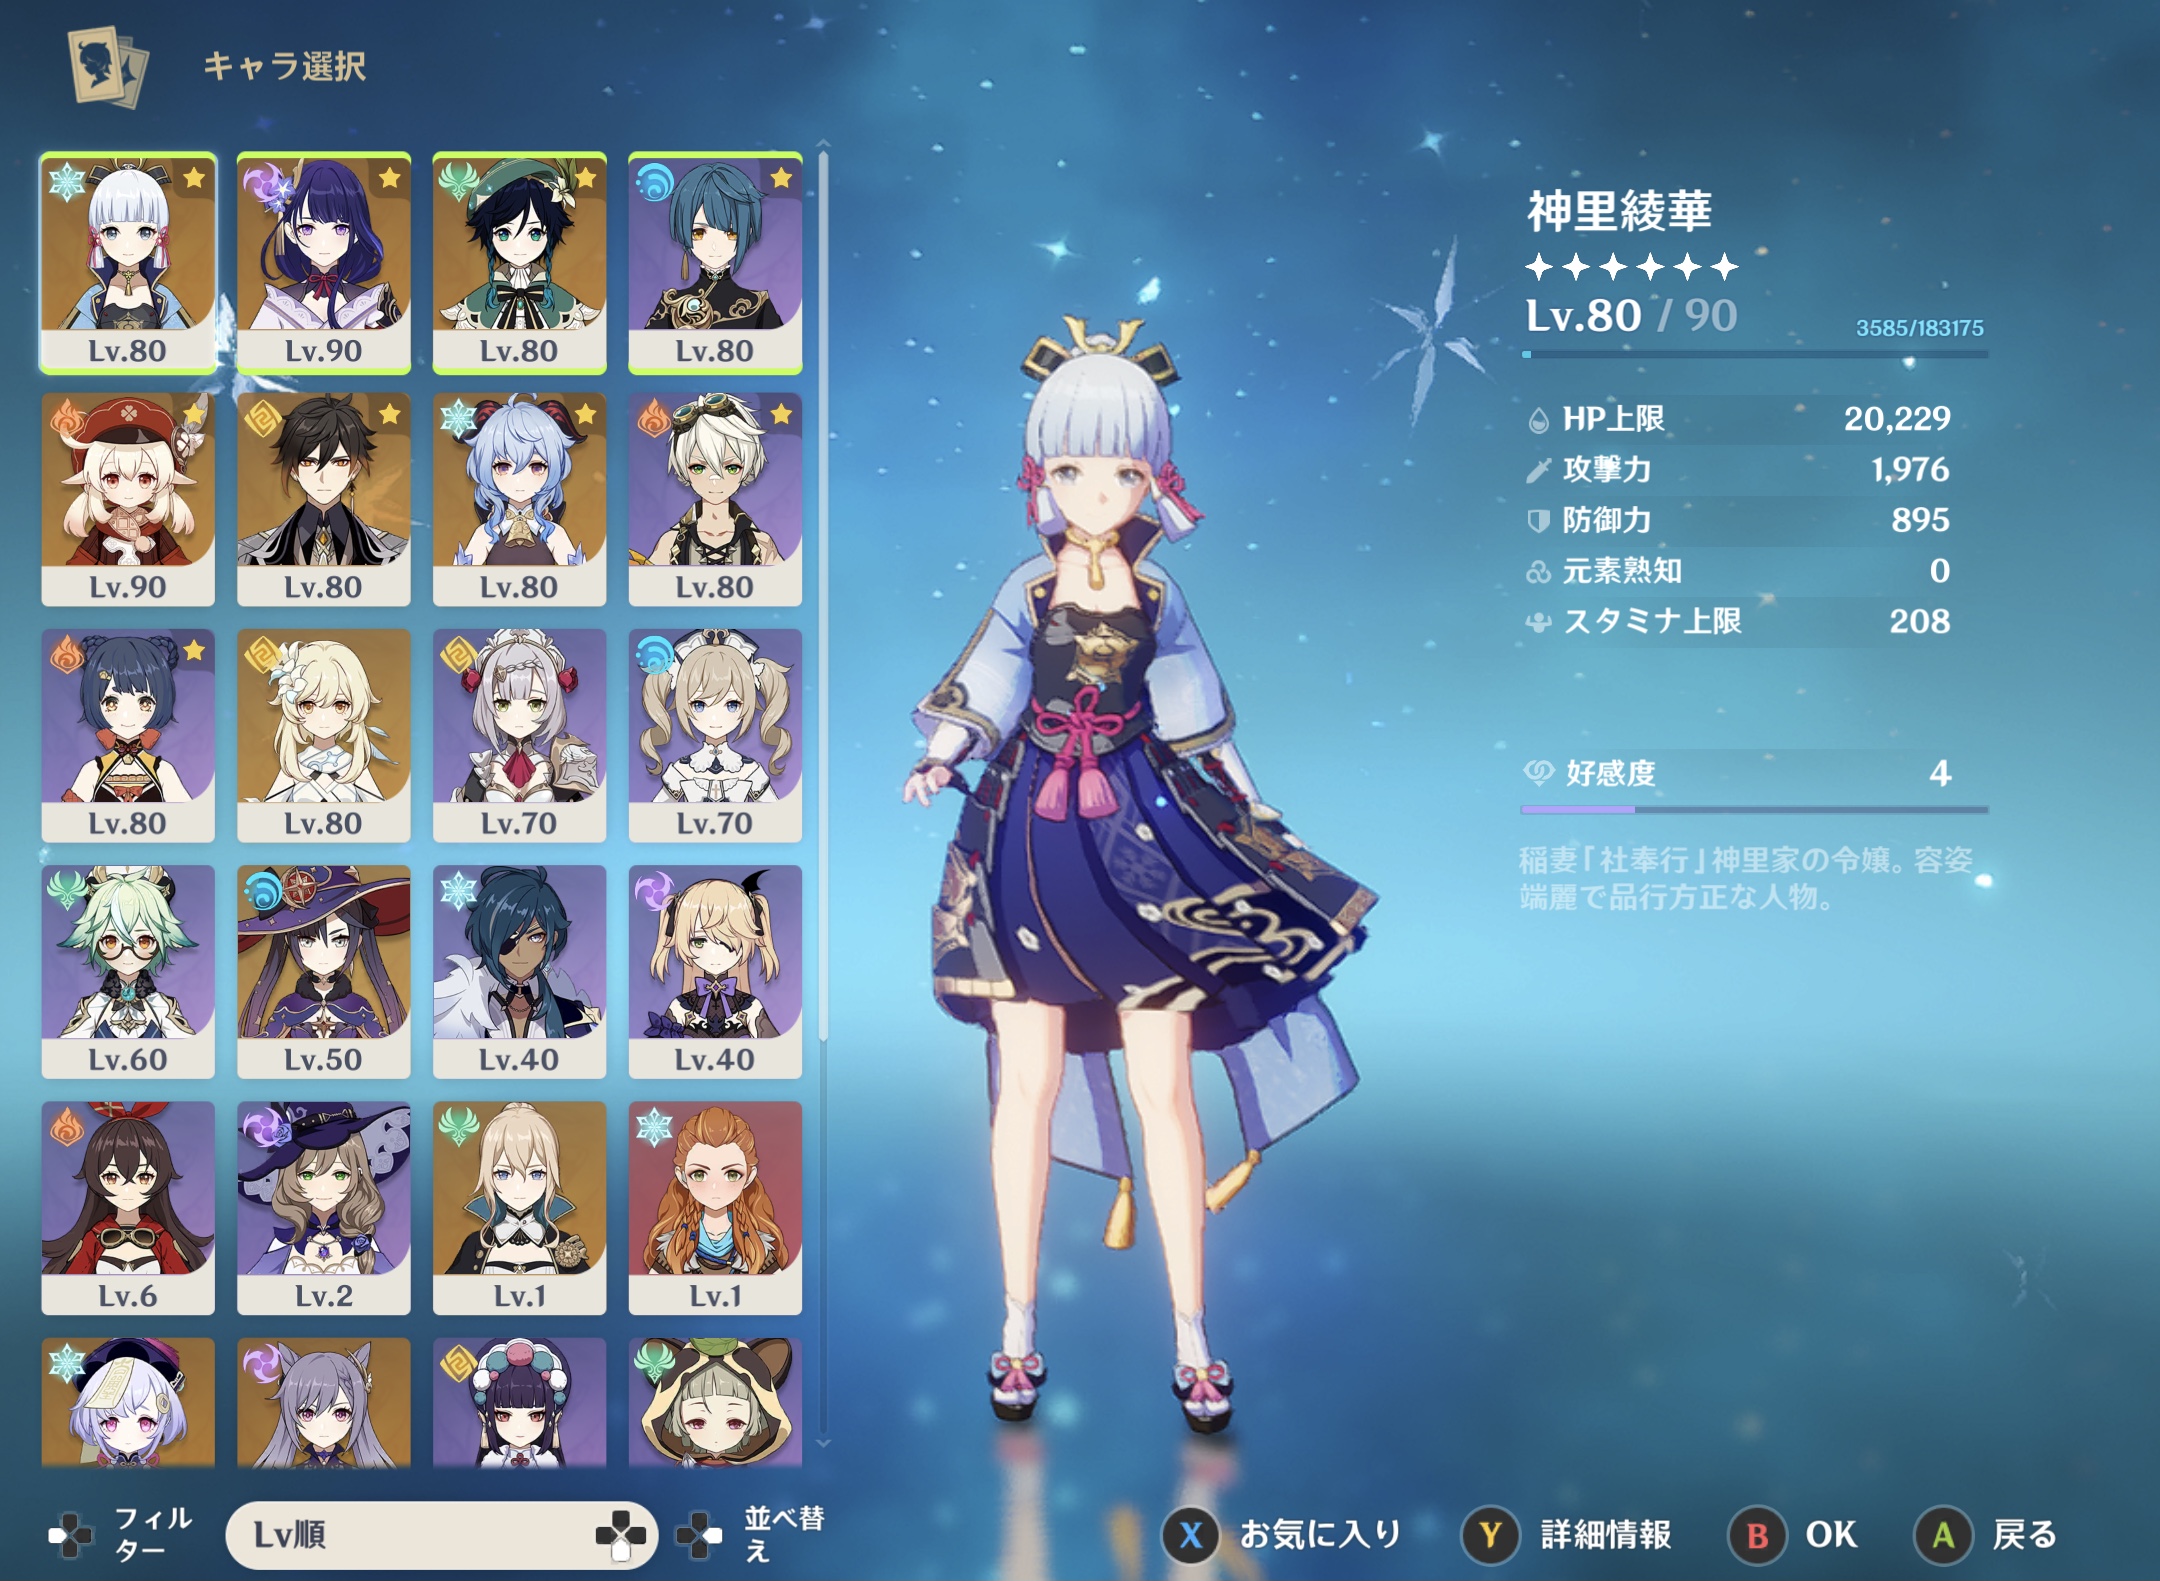 キャラ選択
Lv.80
Lv.90
Lv.80
Lv.80
Lv.90
Lv.80
Lv.80
Lv.80
Lv.80
Lv.80
Lv.70
Lv.70
Lv.60
Lv.50
Lv.40
Lv.40
Lv.6
Lv.2
Lv.1
Lv.1
神里綾華
Lv.80 / 90
3585/183175
HP上限 20,229
攻撃力 1,976
防御力 895
元素熟知 0
スタミナ上限 208
好感度 4
稲妻「社奉行」神里家の令嬢。容姿
端麗で品行方正な人物。
フィル
ター
Lv順
並べ替
え
X お気に入り
Y 詳細情報
B OK
A 戻る